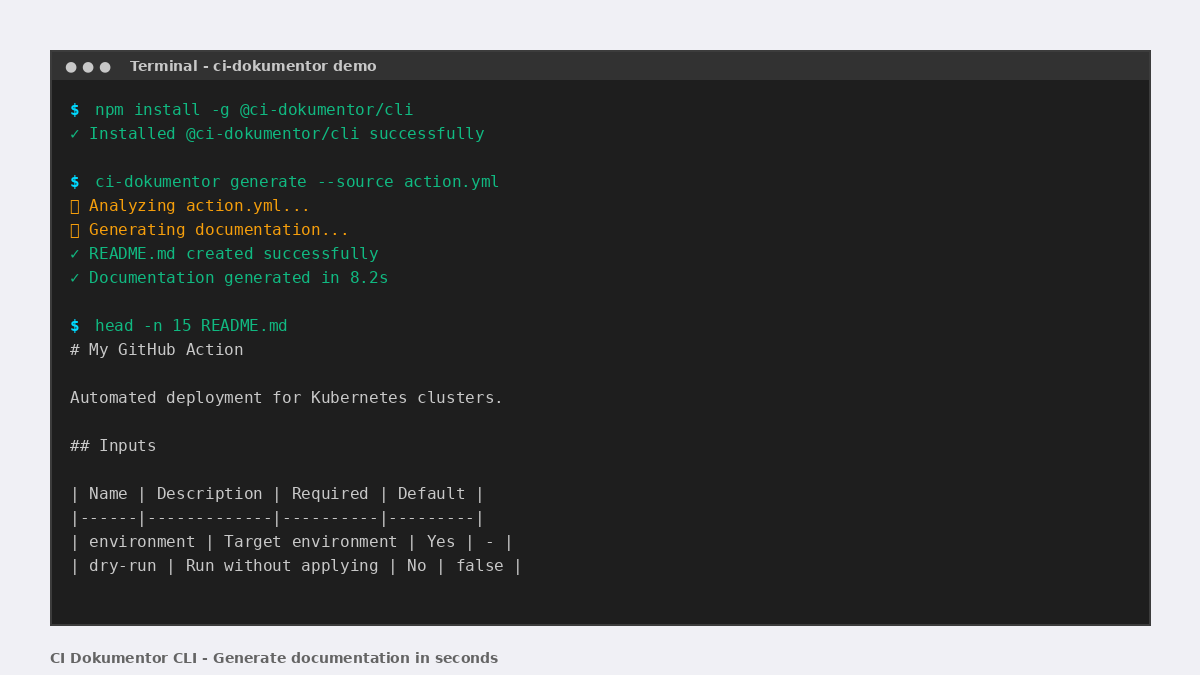 Terminal - ci-dokumentor demo
$ npm install -g @ci-dokumentor/cli
✓ Installed @ci-dokumentor/cli successfully
$ ci-dokumentor generate --source action.yml
Analyzing action.yml...
Generating documentation...
✓ README.md created successfully
✓ Documentation generated in 8.2s
$ head -n 15 README.md
# My GitHub Action
Automated deployment for Kubernetes clusters.
## Inputs
| Name | Description | Required | Default |
|------|-------------|----------|---------|
| environment | Target environment | Yes | - |
| dry-run | Run without applying | No | false |
CI Dokumentor CLI - Generate documentation in seconds